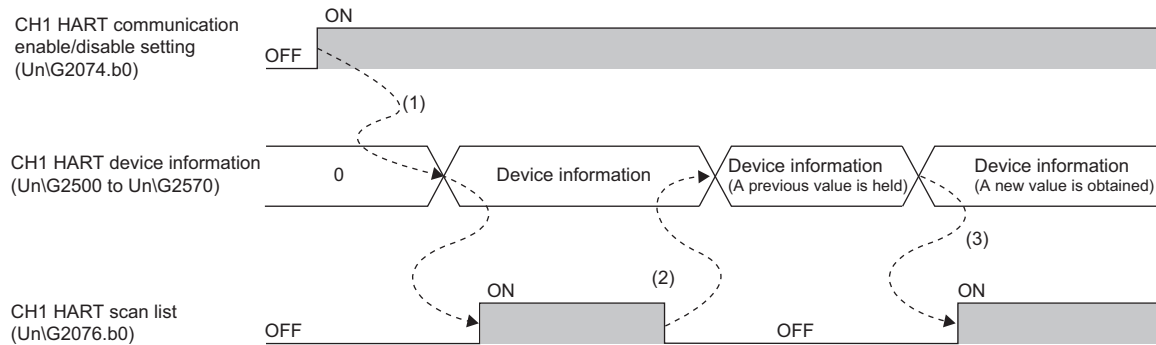 CH1 HART communication
enable/disable setting
(Un\G2074.b0)
OFF
ON
(1)
CH1 HART device information
(Un\G2500 to Un\G2570)
0
Device information
Device information
(A previous value is held)
Device information
(A new value is obtained)
(2)
(3)
CH1 HART scan list
(Un\G2076.b0)
OFF
ON
OFF
ON